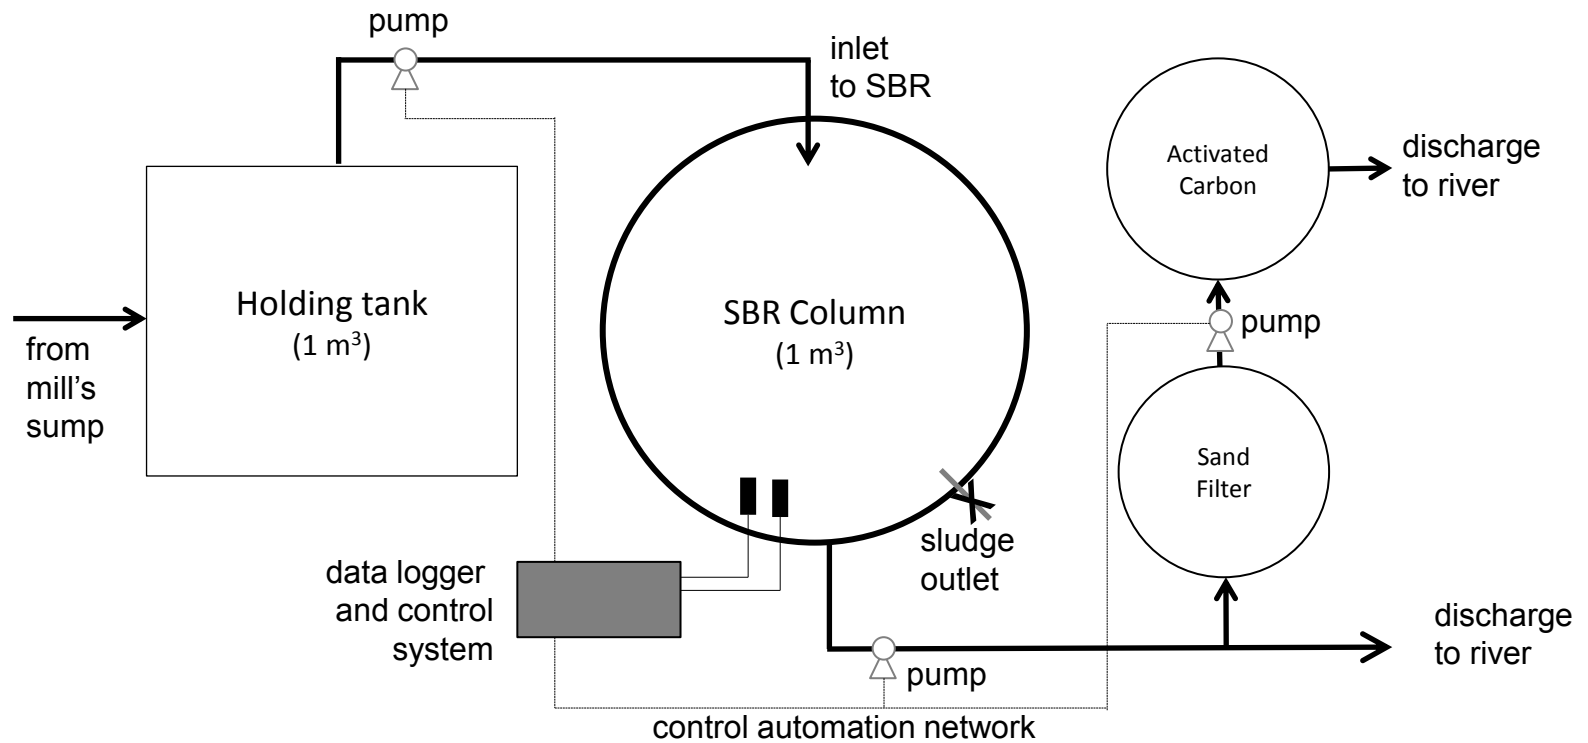 pump
inlet
to SBR
Activated
Carbon
discharge
to river
Holding tank
(1 m³)
SBR Column
(1 m³)
pump
from
mill's
sump
Sand
Filter
sludge
outlet
data logger
and control
system
discharge
to river
pump
control automation network